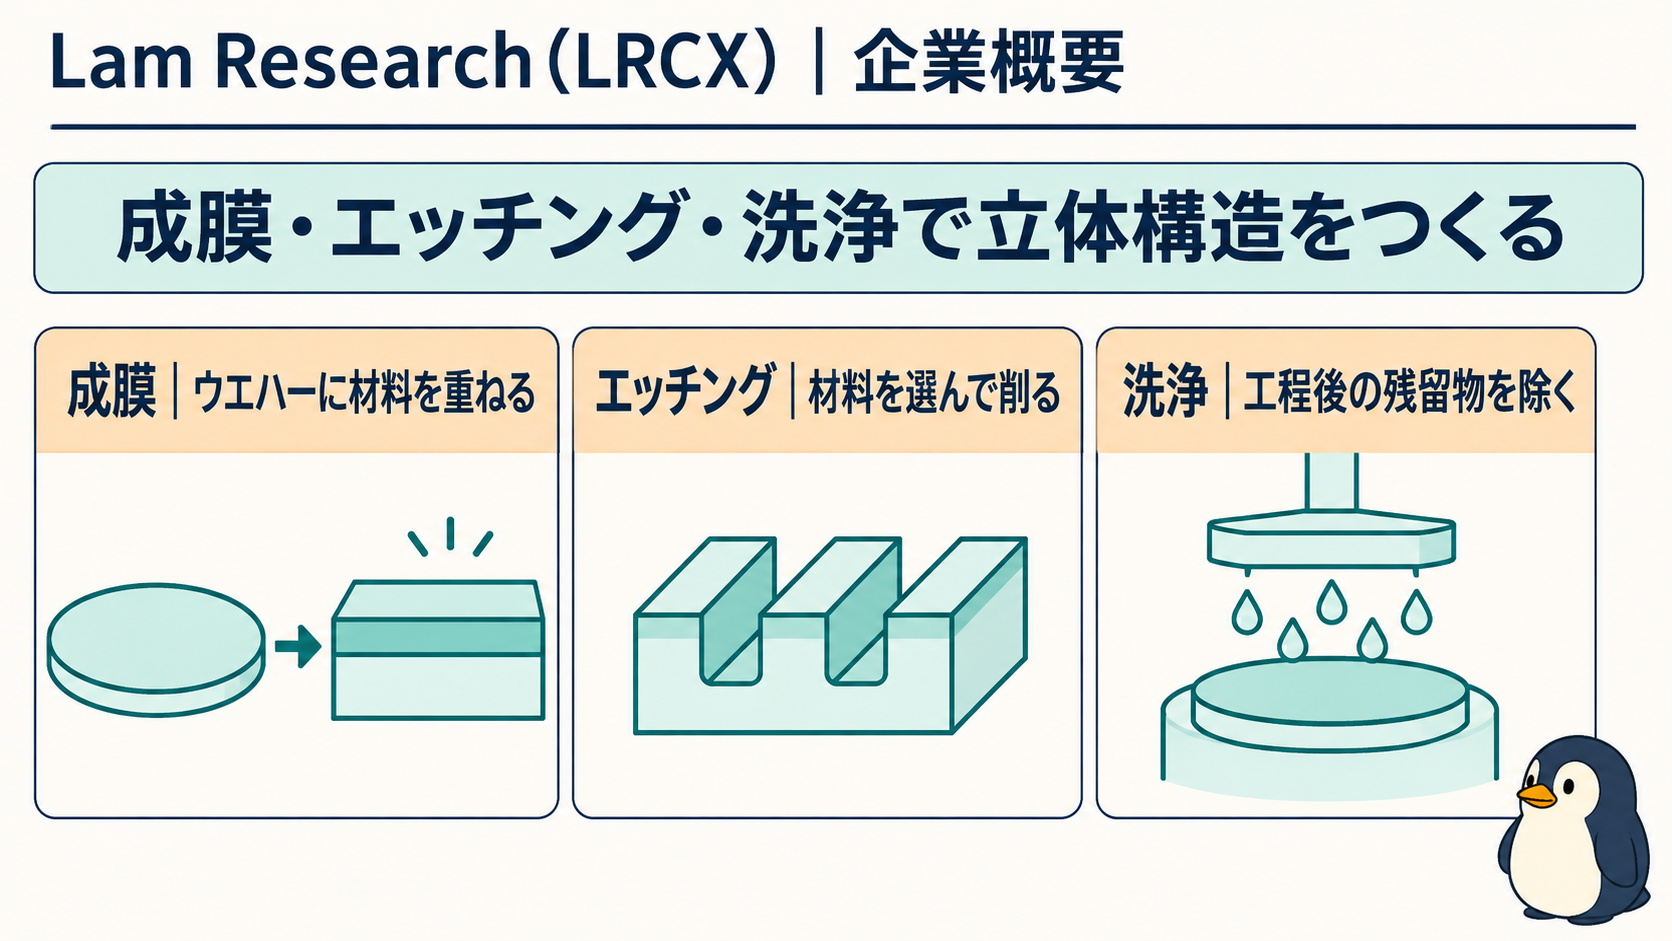 Lam Research（LRCX）｜企業概要
成膜・エッチング・洗浄で立体構造をつくる
成膜｜ウエハーに材料を重ねる
エッチング｜材料を選んで削る
洗浄｜工程後の残留物を除く